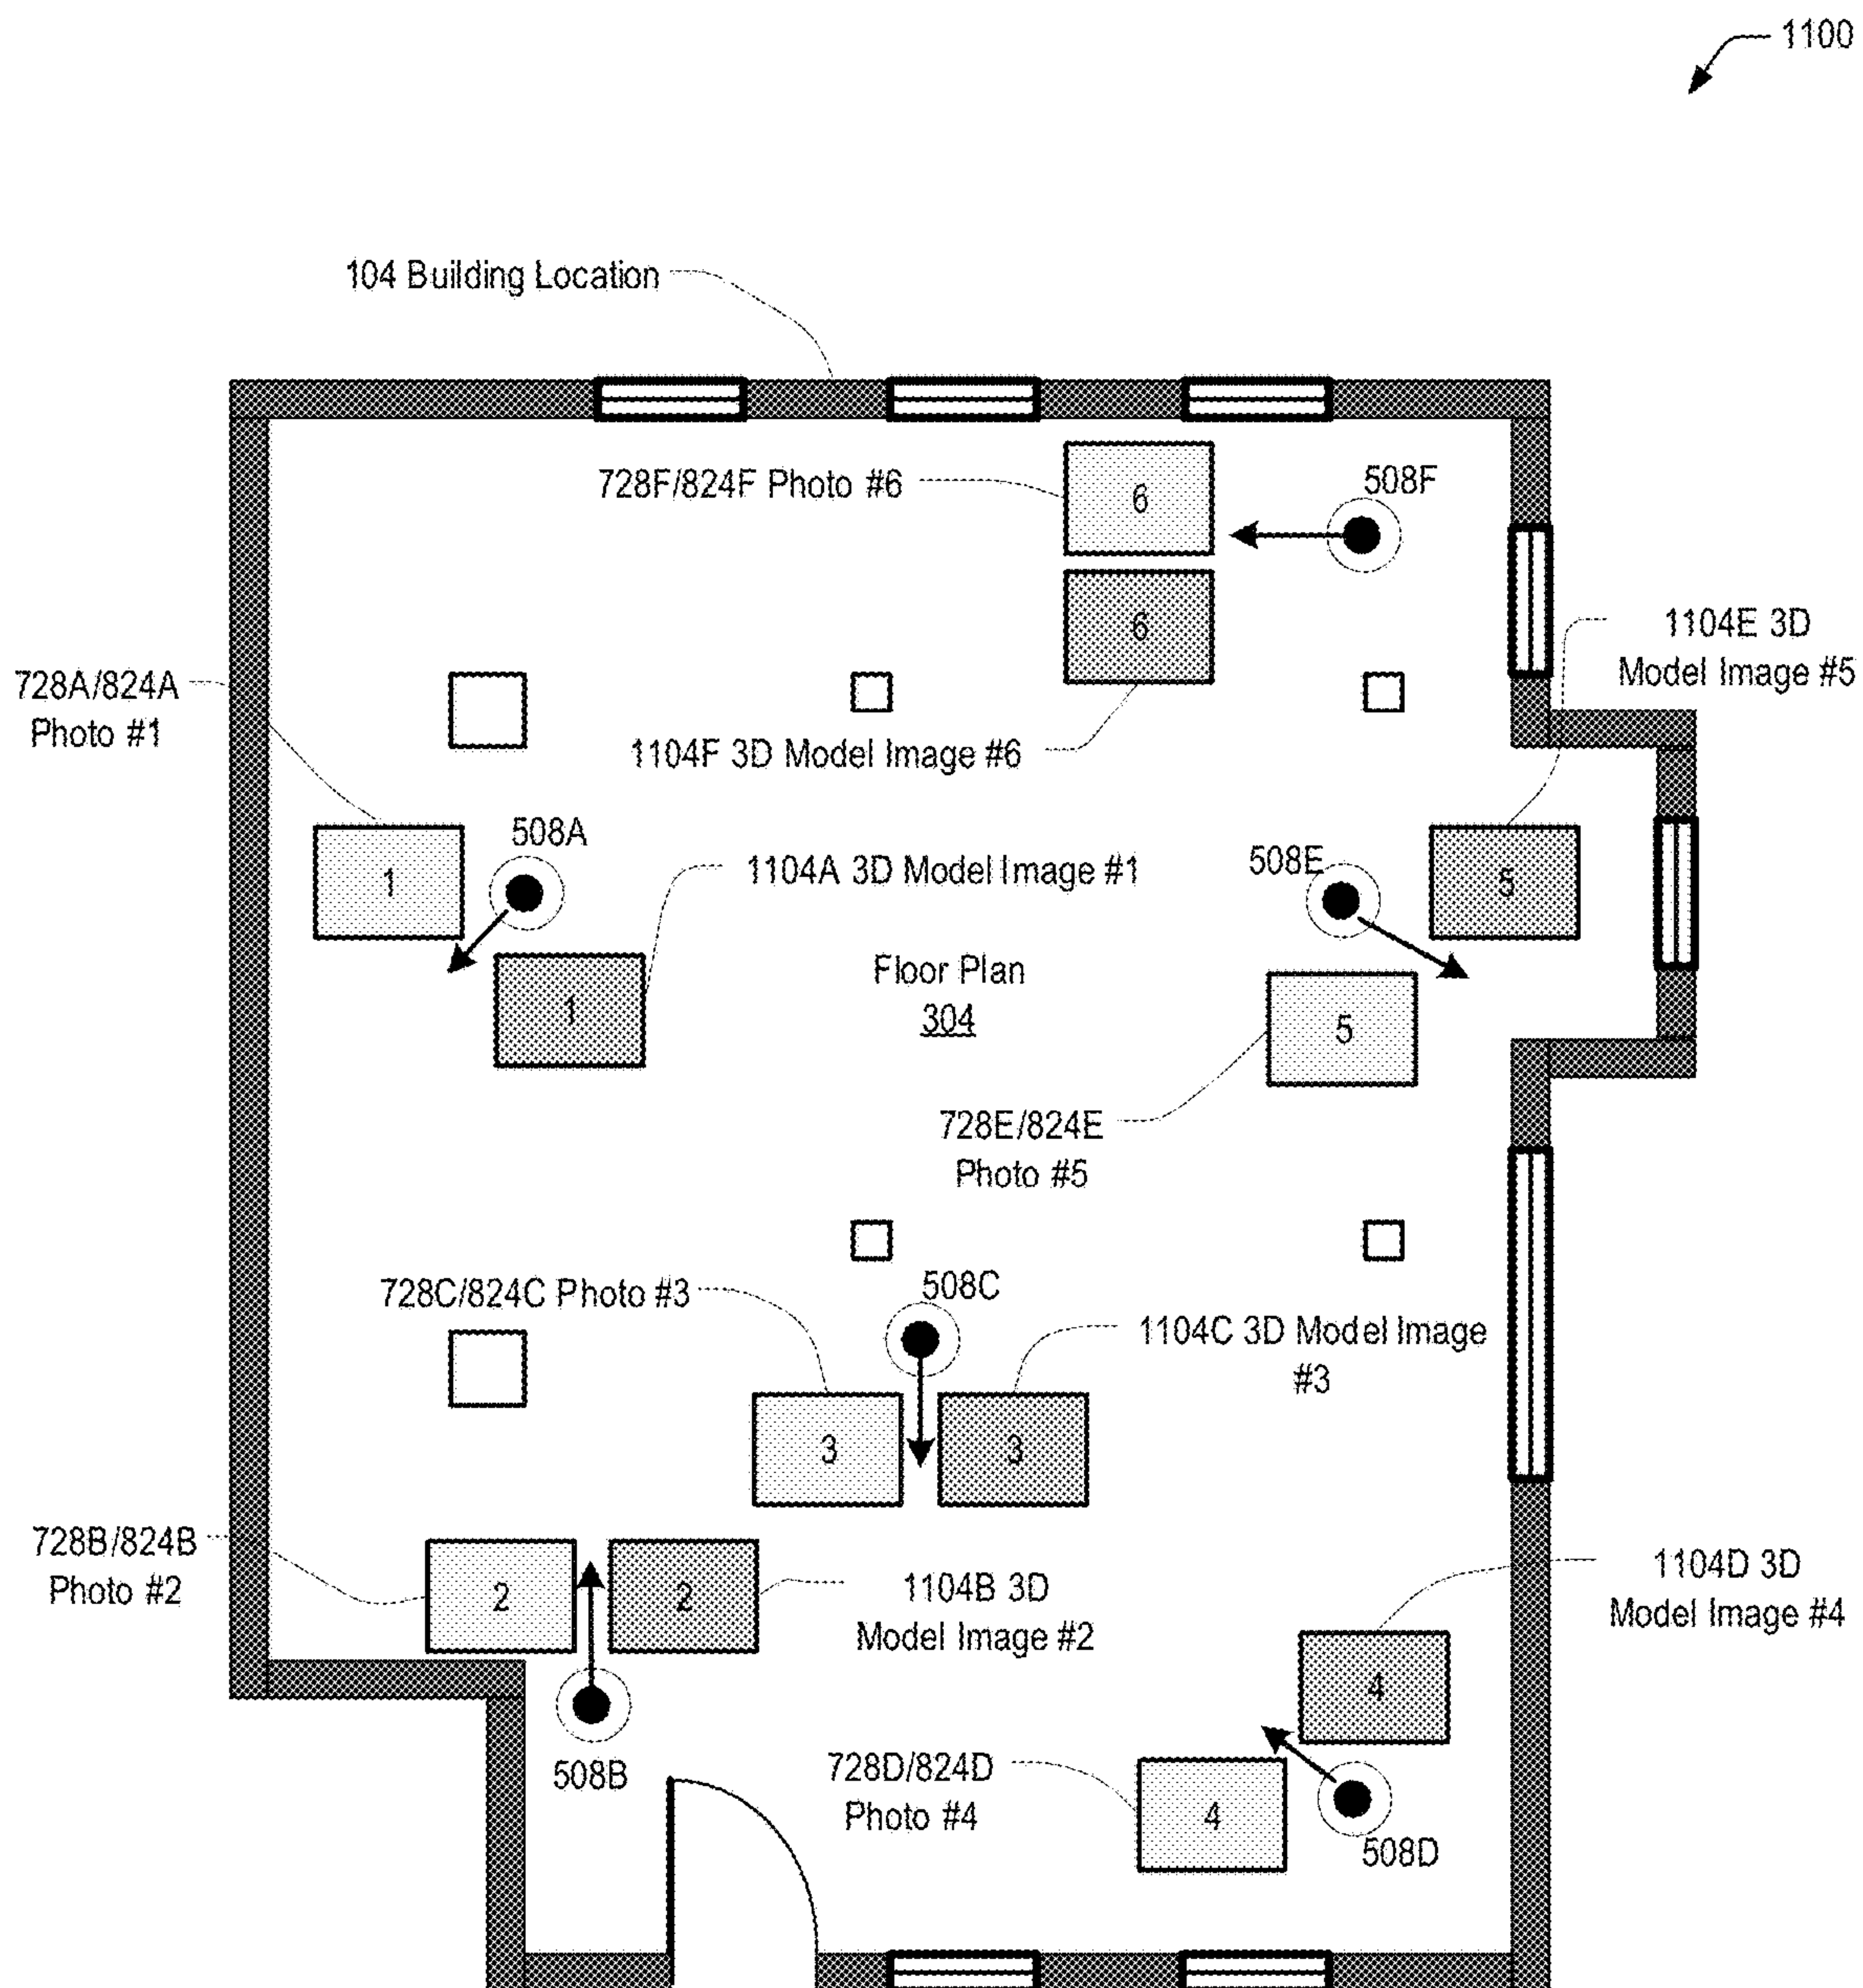 1100
104 Building Location
728F/824F Photo #6
6
508F
6
1104E 3D
Model Image #5
728A/824A
Photo #1
1104F 3D Model Image #6
508A
1104A 3D Model Image #1
508E
1
5
Floor Plan
304
1
5
728E/824E
Photo #5
728C/824C Photo #3
508C
1104C 3D Model Image
#3
3
3
728B/824B
Photo #2
2
2
1104B 3D
Model Image #2
1104D 3D
Model Image #4
4
508B
728D/824D
Photo #4
4
508D